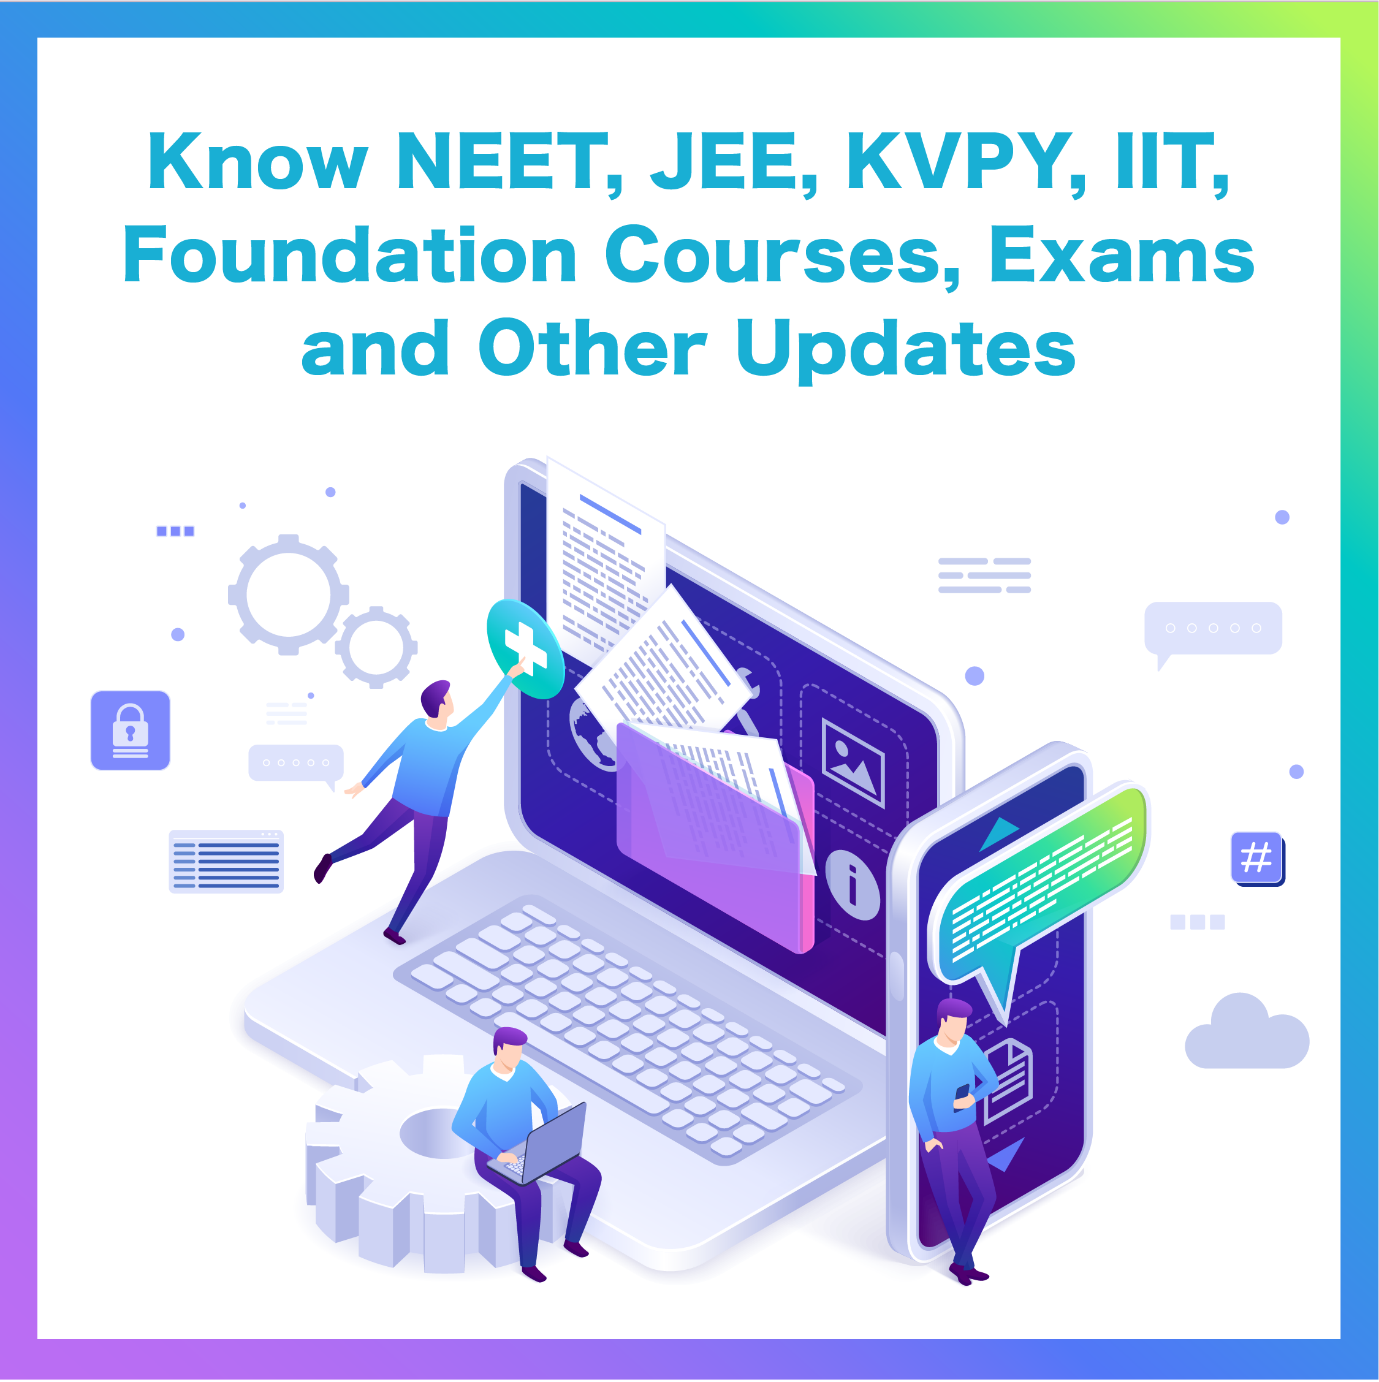 Know NEET, JEE, KVPY, IIT,
Foundation Courses, Exams
and Other Updates
#
i